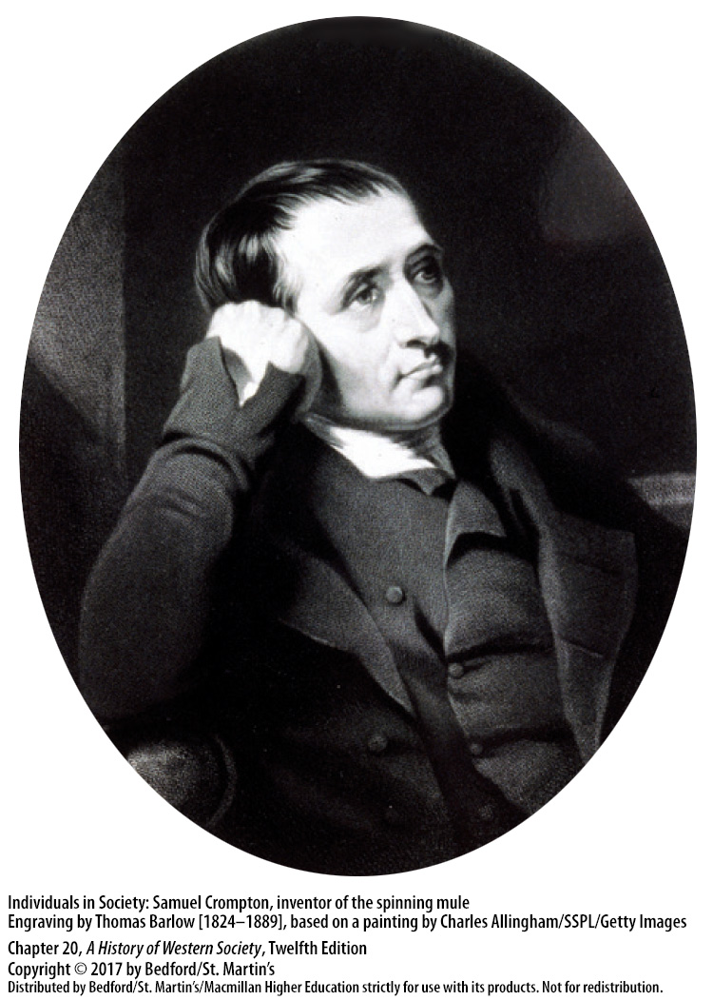 Individuals in Society: Samuel Crompton, inventor of the spinning mule
Engraving by Thomas Barlow [1824–1889], based on a painting by Charles Allingham/SSPL/Getty Images
Chapter 20, A History of Western Society, Twelfth Edition
Copyright © 2017 by Bedford/St. Martin's
Distributed by Bedford/St. Martin's/Macmillan Higher Education strictly for use with its products. Not for redistribution.